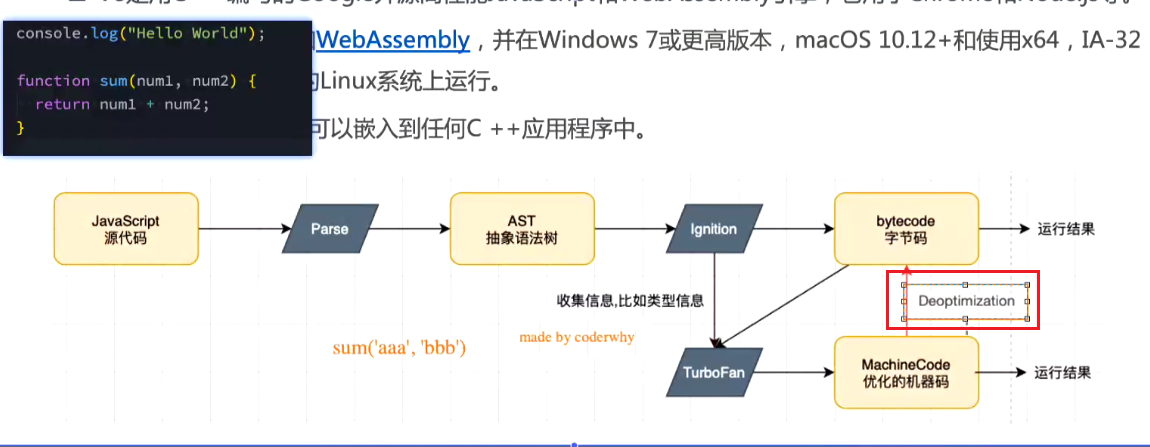 console.log("Hello World");
function sum(num1, num2) {
return num1 + num2;
}
WebAssembly，并在Windows 7或更高版本，macOS 10.12+和使用x64，IA-32
Linux系统上运行。
可以嵌入到任何C ++应用程序中。
JavaScript
源代码
Parse
AST
抽象语法树
Ignition
bytecode
字节码
运行结果
收集信息,比如类型信息
Deoptimization
sum('aaa', 'bbb')
made by coderwhy
TurboFan
MachineCode
优化的机器码
运行结果